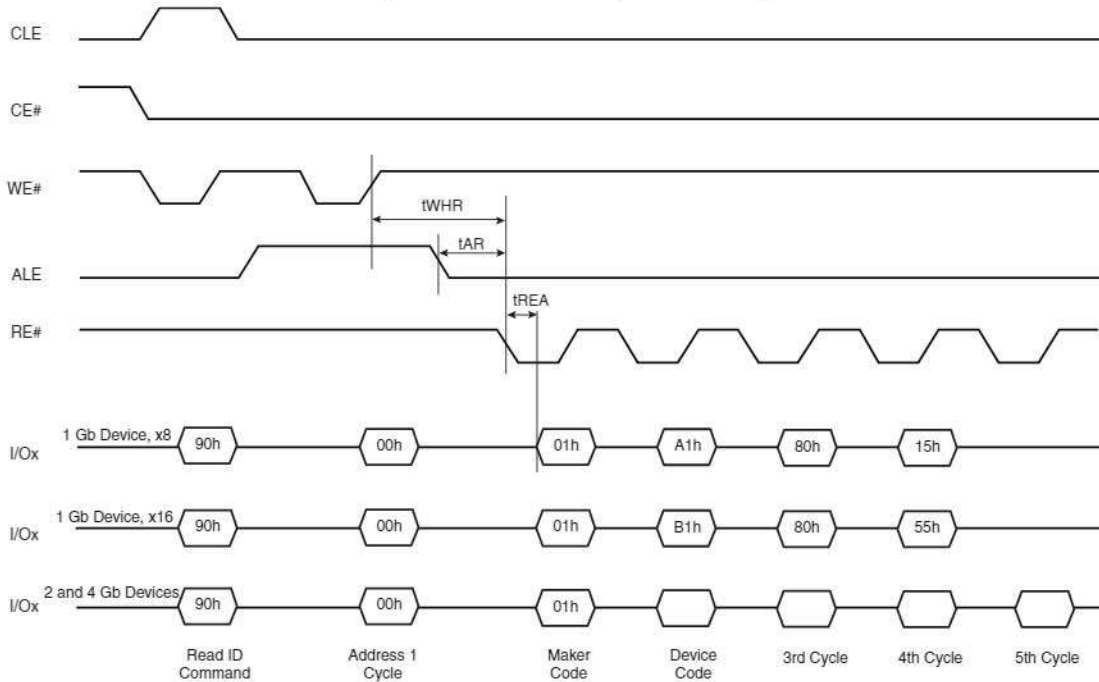 CLE
CE#
WE#
tWHR
tAR
ALE
tREA
RE#
1 Gb Device, x8
I/Ox 90h 00h 01h A1h 80h 15h
1 Gb Device, x16
I/Ox 90h 00h 01h B1h 80h 55h
2 and 4 Gb Devices
I/Ox 90h 00h 01h
Read ID Address 1 Maker Device 3rd Cycle 4th Cycle 5th Cycle
Command Cycle Code Code